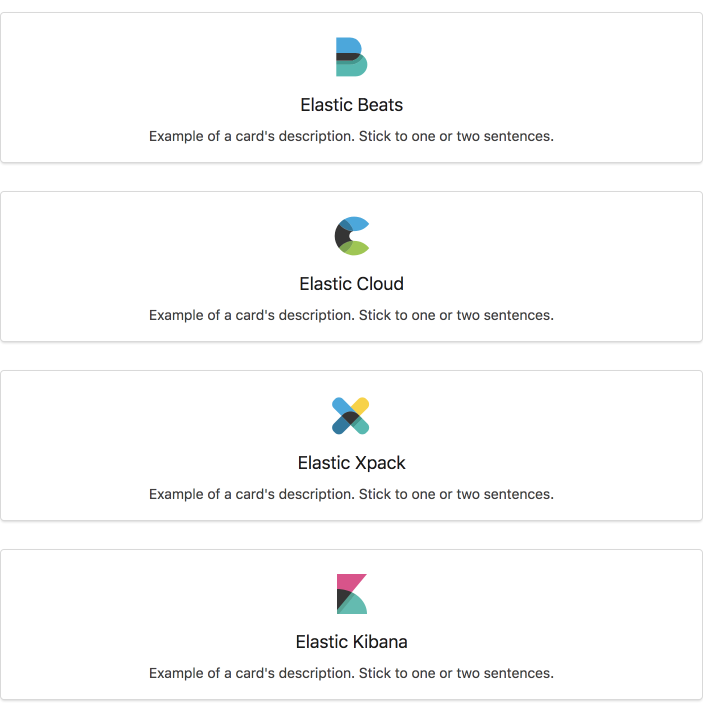 Elastic Beats
Example of a card's description. Stick to one or two sentences.
Elastic Cloud
Example of a card's description. Stick to one or two sentences.
Elastic Xpack
Example of a card's description. Stick to one or two sentences.
Elastic Kibana
Example of a card's description. Stick to one or two sentences.